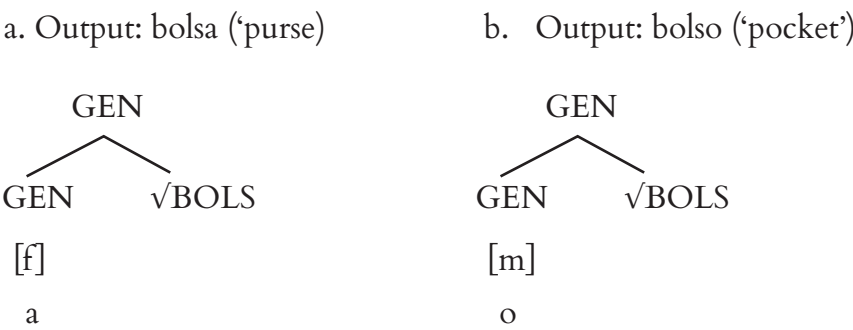 a. Output: bolsa (‘purse) b. Output: bolso (‘pocket’)
GEN GEN
GEN √BOLS GEN √BOLS
[f] [m]
a o